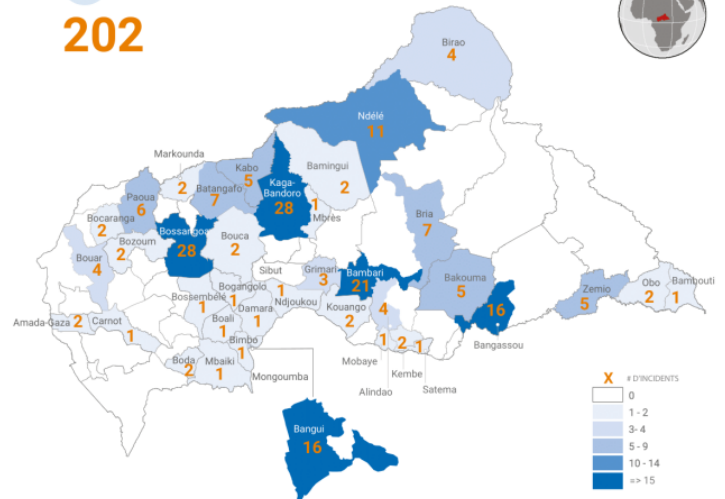 202
Birao
4
Ndélé
11
Markounda
2
Kabo
5
Kaga-
Bandoro
28
Bamingui
2
Batangafo
7
Paoua
6
1
Mbrès
Bocaranga
2
Bossangoa
28
Bouca
2
Bria
7
Bozoum
2
Bouar
4
Sibut
Grimari
3
Bambari
21
Bakouma
5
16
Bangassou
Zemio
5
Obo
2
Bambouti
1
Bogangolo
1
Bossembélé
1
1
Ndjoukou
Damara
1
Boali
1
Kouango
2
4
Amada-Gaza 2
Carnot
1
Bimbo
1
Boda
2
Mbaiki
1
Mongoumba
1
2
1
Mobaye
Kembe
Satema
Alindao
Bangui
16
X # D'INCIDENTS
0
1 - 2
3- 4
5 - 9
10 - 14
=> 15